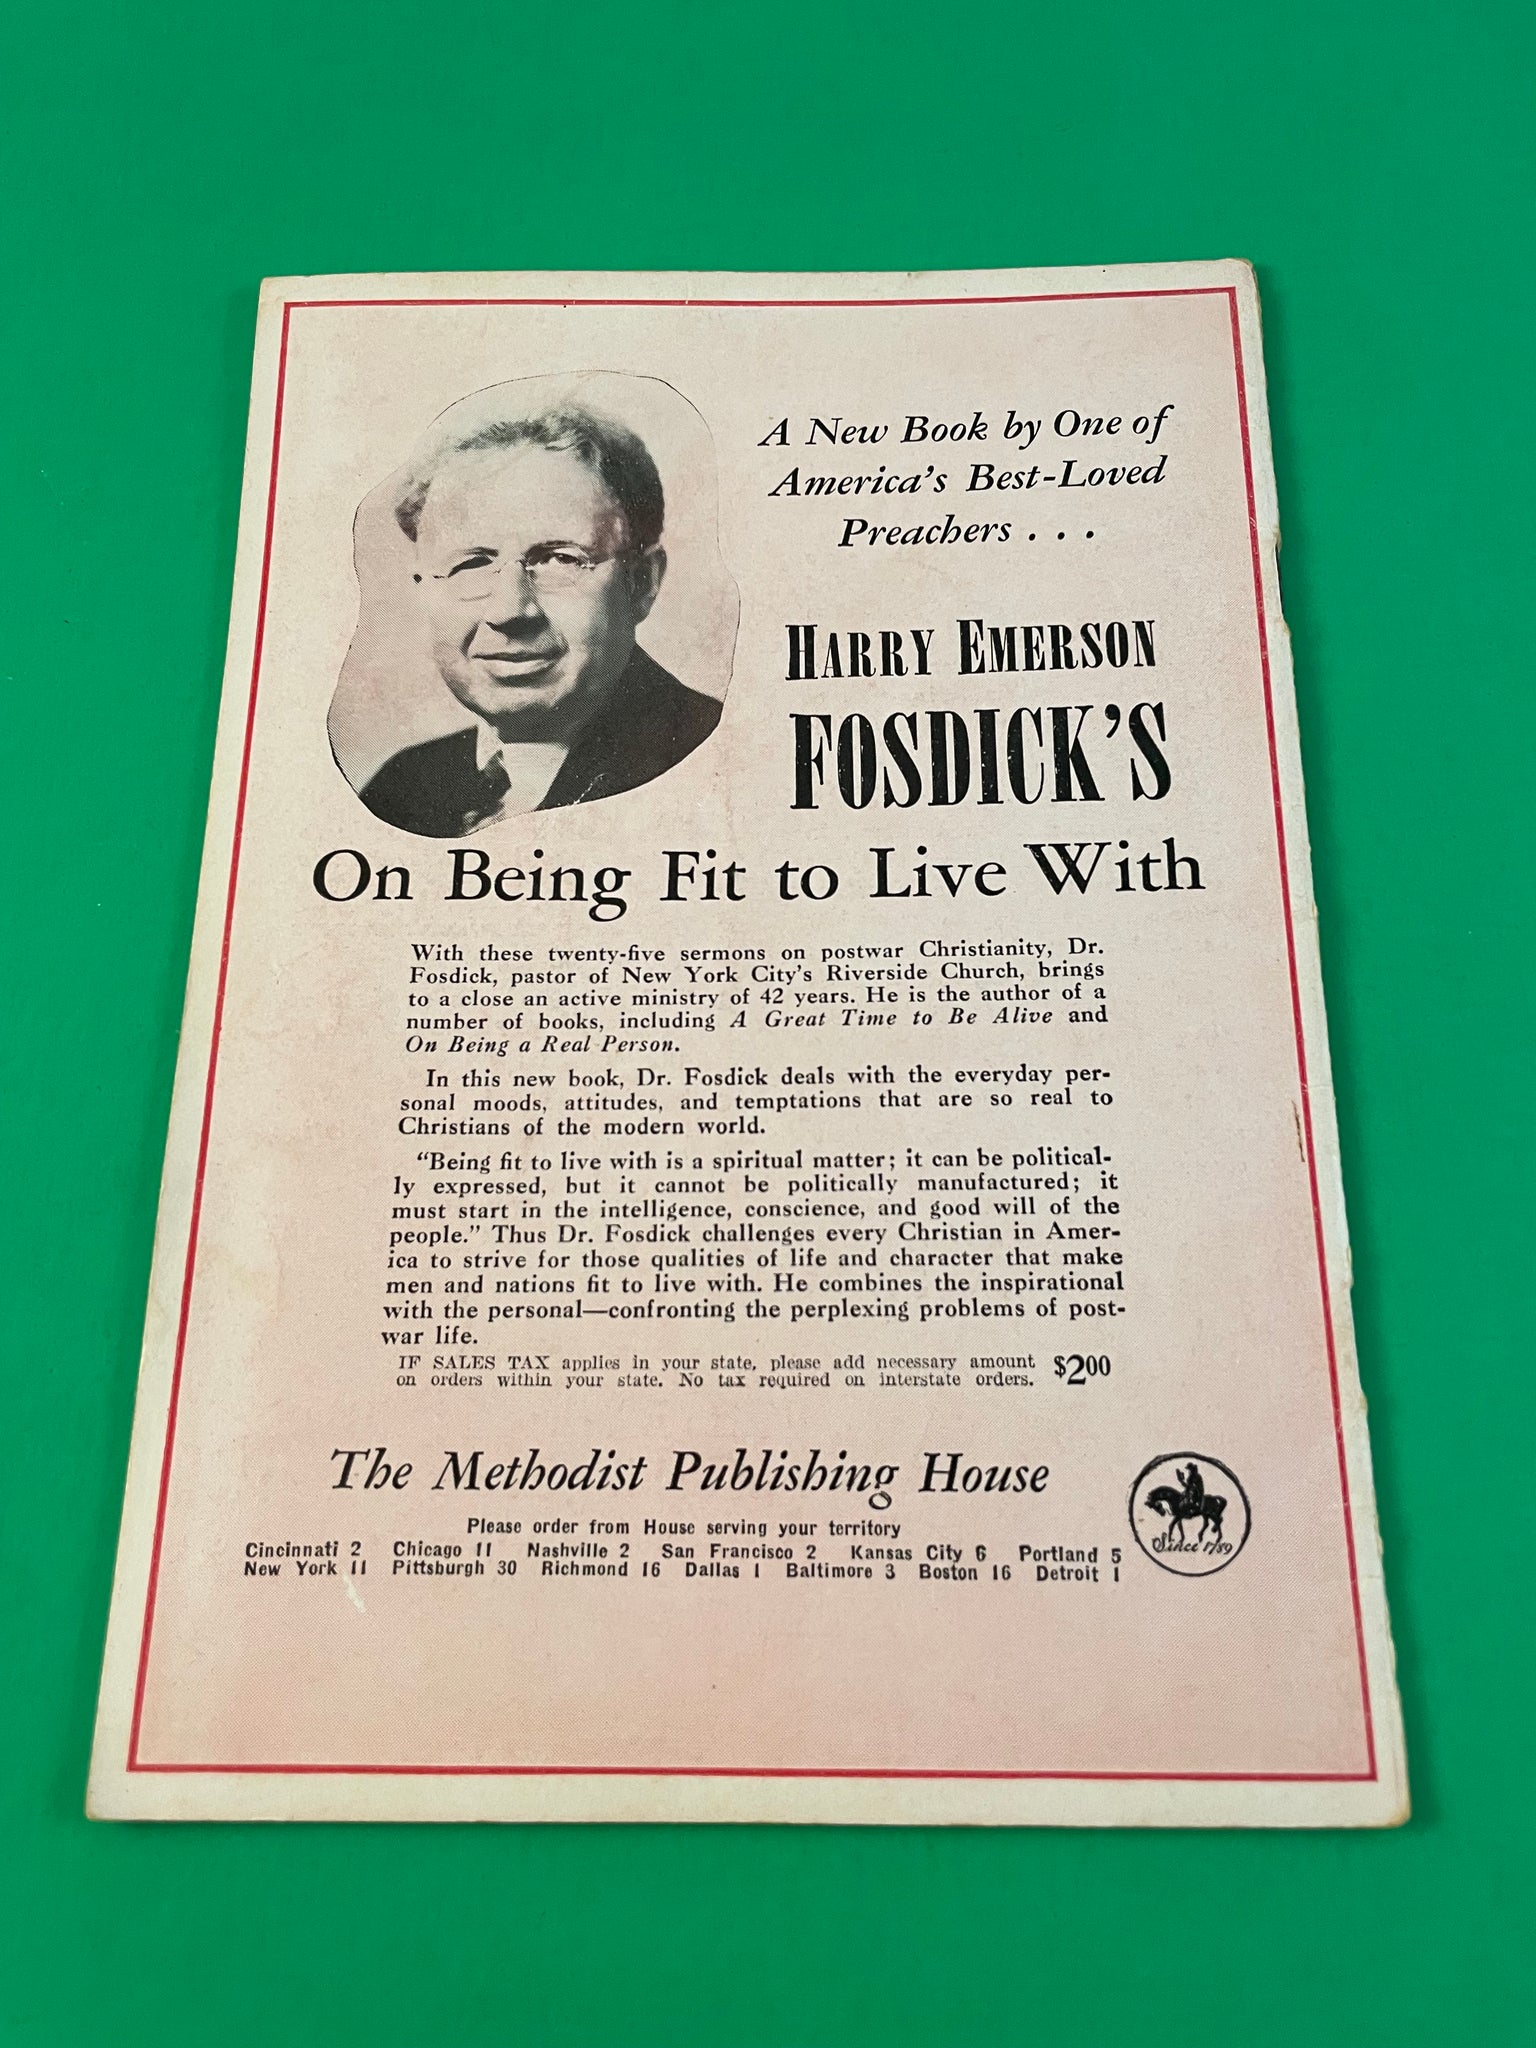 A New Book by One of
America's Best-Loved
Preachers . . .
HARRY EMERSON
FOSDICK'S
On Being Fit to Live With
With these twenty-five sermons on postwar Christianity, Dr.
Fosdick, pastor of New York City's Riverside Church, brings
to a close an active ministry of 42 years. He is the author of a
number of books, including A Great Time to Be Alive and
On Being a Real Person.
In this new book, Dr. Fosdick deals with the everyday per-
sonal moods, attitudes, and temptations that are so real to
Christians of the modern world.
"Being fit to live with is a spiritual matter; it can be political-
ly expressed, but it cannot be politically manufactured; it
must start in the intelligence, conscience, and good will of the
people." Thus Dr. Fosdick challenges every Christian in Amer-
ica to strive for those qualities of life and character that make
men and nations fit to live with. He combines the inspirational
with the personal—confronting the perplexing problems of post-
war life.
IF SALES TAX applies in your state, please add necessary amount
on orders within your state. No tax required on interstate orders. $2.00
The Methodist Publishing House
Please order from House serving your territory
Cincinnati 2 Chicago 11 Nashville 2 San Francisco 2 Kansas City 6 Portland 5
New York 11 Pittsburgh 30 Richmond 16 Dallas 1 Baltimore 3 Boston 16 Detroit 1
Since 1789